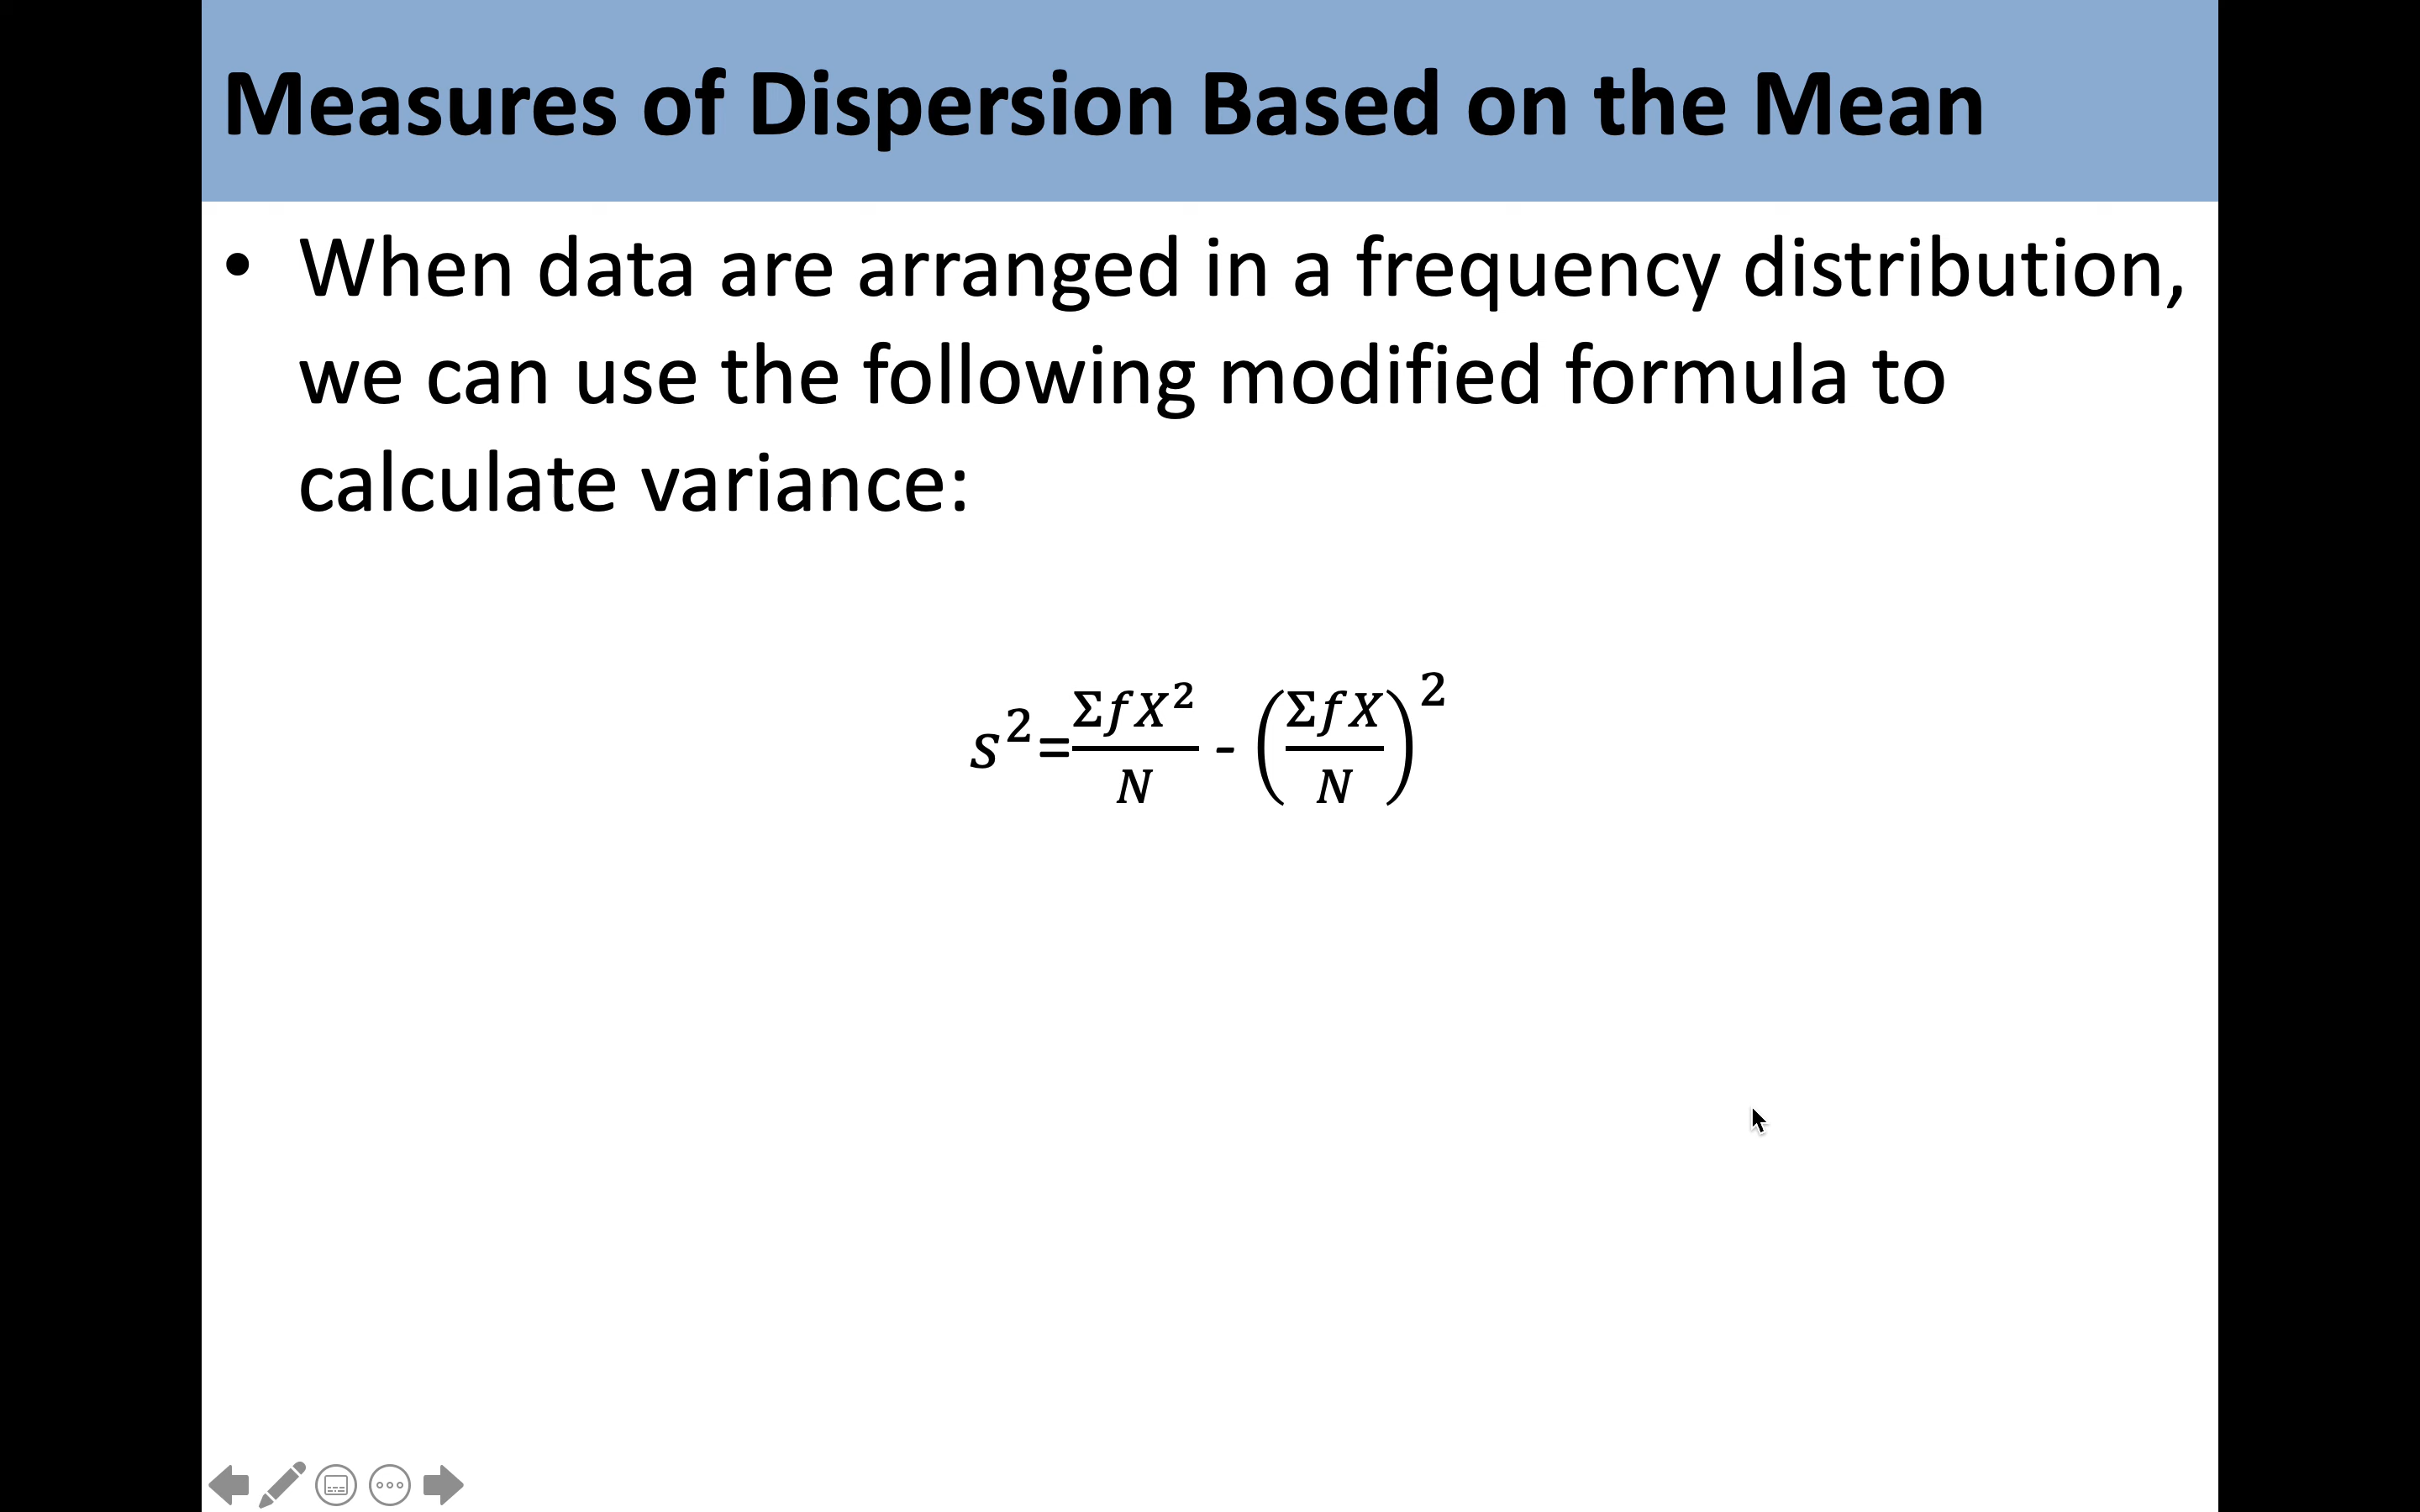 Measures of Dispersion Based on the Mean
• When data are arranged in a frequency distribution,
we can use the following modified formula to
calculate variance:
s²=ΣfX²/N - (ΣfX/N)²